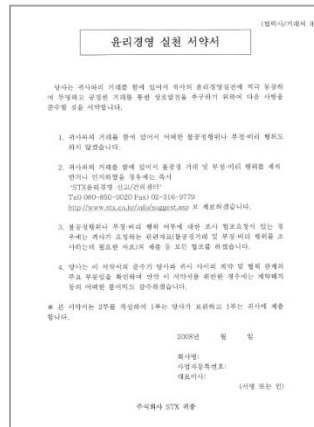 (협력사/거래처 용)
윤리경영 실천 서약서
당사는 귀사와의 거래를 함에 있어서 귀사의 윤리경영실천에 적극 동참하
여 투명하고 공정한 거래를 통한 상호발전을 추구하기 위하여 다음 사항을
준수할 것을 서약합니다.
1. 귀사와의 거래를 함에 있어서 어떠한 불공정행위나 부정·비리 행위도
하지 않겠습니다.
2. 귀사와의 거래를 함에 있어서 불공정 거래 및 부정·비리 행위를 제의
받거나 인지하였을 경우에는 즉시
'STX윤리경영 신고/건의센터'
Tel) 080-850-9020 Fax) 02-316-9779
http://www.stx.co.kr/info/suggest.asp 로 제보하겠습니다.
3. 불공정행위나 부정·비리 행위 여부에 대한 조사 협조요청이 있는 경
우에는 귀사가 요청하는 관련자료(불공정거래 및 부정·비리 행위를 조
사하는데 필요한 자료)의 제출 등 모든 협조를 하겠습니다.
4. 당사는 이 서약서의 준수가 당사와 귀사 사이의 계약 및 협력 관계의
주요 부분임을 확인하며 만약 이 서약서를 위반한 경우에는 계약해지
등의 어떠한 불이익도 감수하겠습니다.
※ 본 서약서는 2부를 작성하여 1부는 당사가 보관하고 1부는 귀사에 제출
합니다.
2008년 월 일
회사명:
사업자등록번호:
대표이사:
(서명 또는 인)
주식회사 STX 귀중